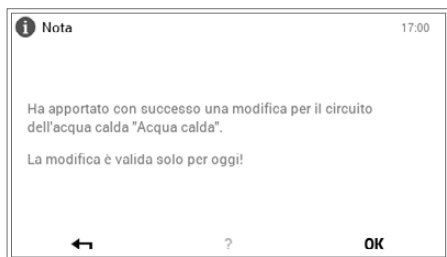 Nota 17:00
Ha apportato con successo una modifica per il circuito
dell'acqua calda "Acqua calda".
La modifica è valida solo per oggi!
? OK